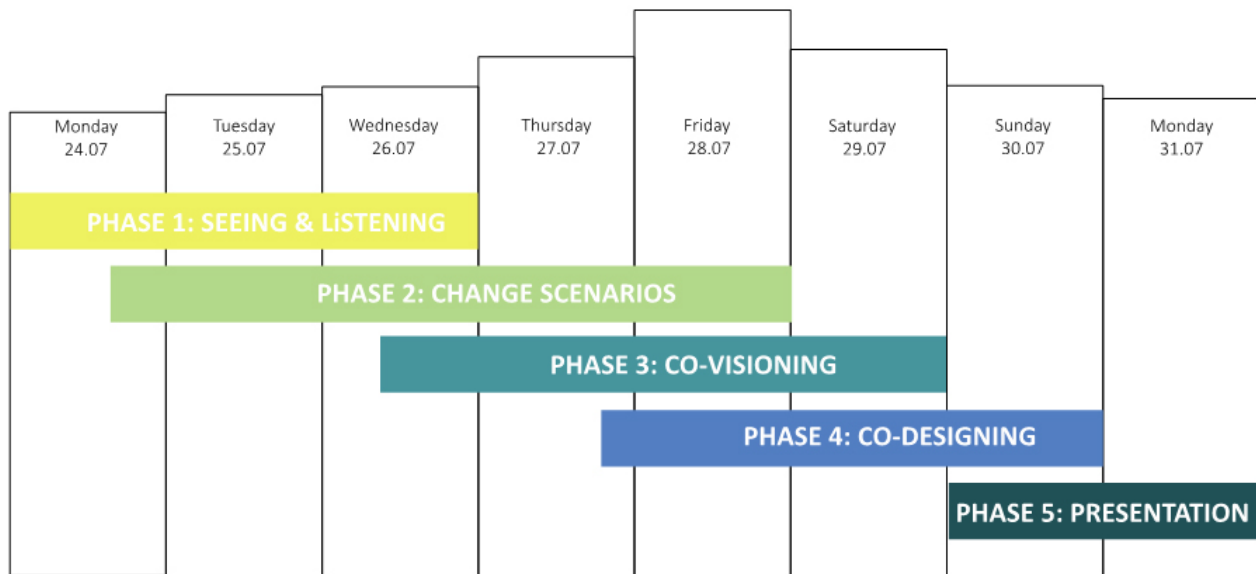 Monday
24.07
Tuesday
25.07
Wednesday
26.07
Thursday
27.07
Friday
28.07
Saturday
29.07
Sunday
30.07
Monday
31.07
PHASE 1: SEEING & LiSTENING
PHASE 2: CHANGE SCENARIOS
PHASE 3: CO-VISIONING
PHASE 4: CO-DESIGNING
PHASE 5: PRESENTATION